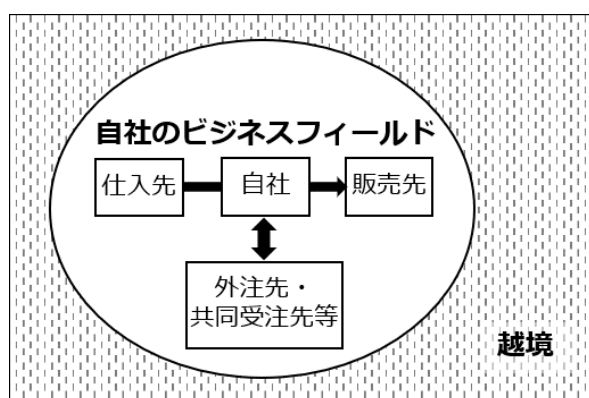 自社のビジネスフィールド
仕入先
自社
販売先
外注先・
共同受注先等
越境